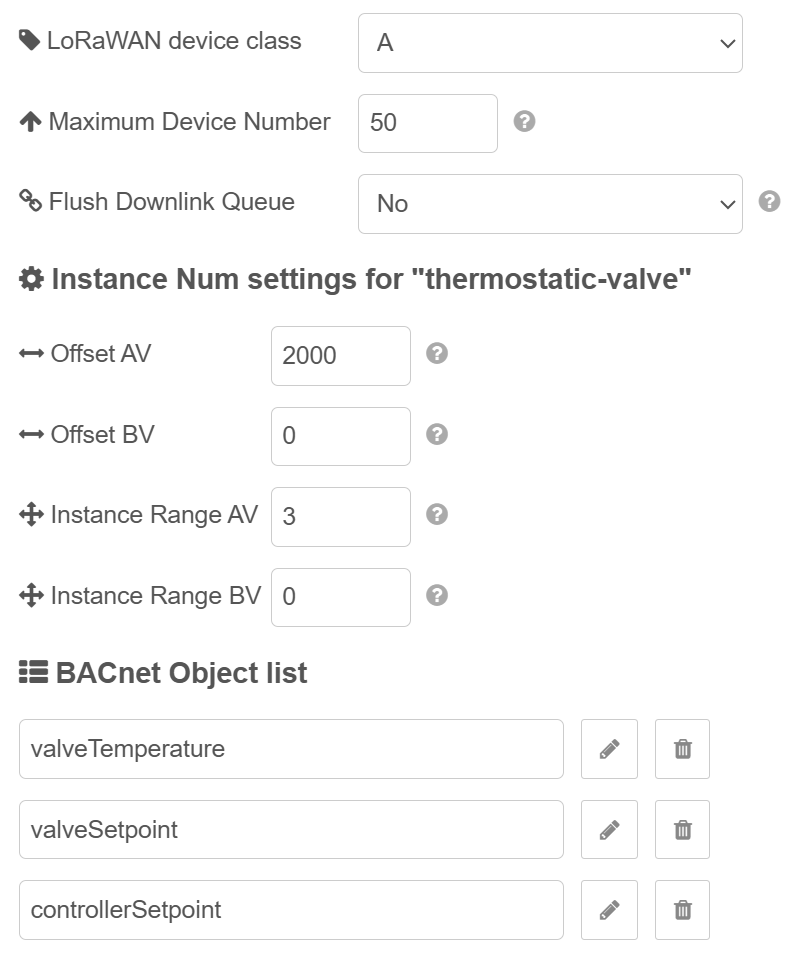 LoRaWAN device class A
Maximum Device Number 50 ?
Flush Downlink Queue No ?
Instance Num settings for "thermostatic-valve"
Offset AV 2000 ?
Offset BV 0 ?
Instance Range AV 3 ?
Instance Range BV 0 ?
BACnet Object list
valveTemperature
valveSetpoint
controllerSetpoint